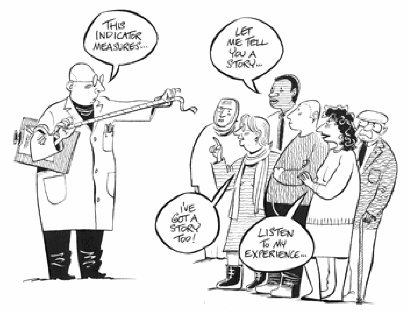 THIS
INDICATOR
MEASURES...
LET
ME TELL
YOU A
STORY...
I'VE
GOT A
STORY
TOO!
LISTEN
TO MY
EXPERIENCE...